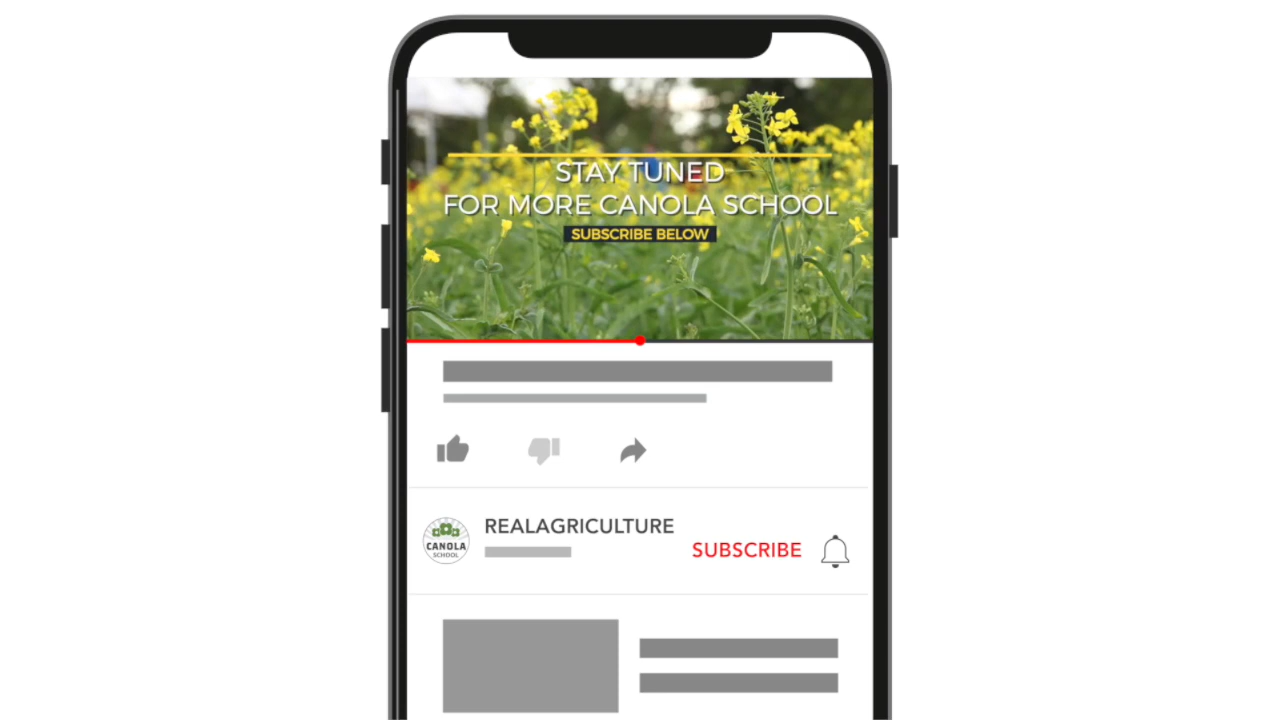 STAY TUNED
FOR MORE CANOLA SCHOOL
SUBSCRIBE BELOW
REALAGRICULTURE
CANOLA
SCHOOL
SUBSCRIBE